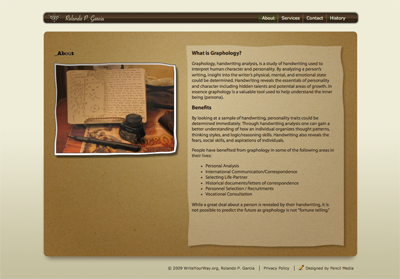 Rolando P. Garcia
About
Services
Contact
History
About
What is Graphology?
Graphology, handwriting analysis, is a study of handwriting used to
interpret human character and personality. By analyzing a person's
writing, insight into the writer's physical, mental, and emotional state
could be determined. Handwriting reveals the essentials of personality
and character including hidden talents and potential areas of growth. In
essence graphology is a valuable tool used to help understand the inner
being (persona).
Benefits
By looking at a sample of handwriting, personality traits could be
determined immediately. Through handwriting analysis one can gain a
better understanding of how an individual organizes thought patterns,
thinking styles, and logic/reasoning skills. Handwriting also reveals the
fears, social skills, and aspirations of individuals.
People have benefited from graphology in some of the following areas in
their lives:
• Personal Analysis
• International Communication/Correspondence
• Selecting Life-Partner
• Historical documents/letters of correspondence
• Personnel Selection / Recruitments
• Vocational Consultation
While a great deal about a person is revealed by their handwriting, it is
not possible to predict the future as graphology is not "fortune telling."
© 2009 WriteYourWay.org, Rolando P. Garcia | Privacy Policy | Designed by Pencil Media